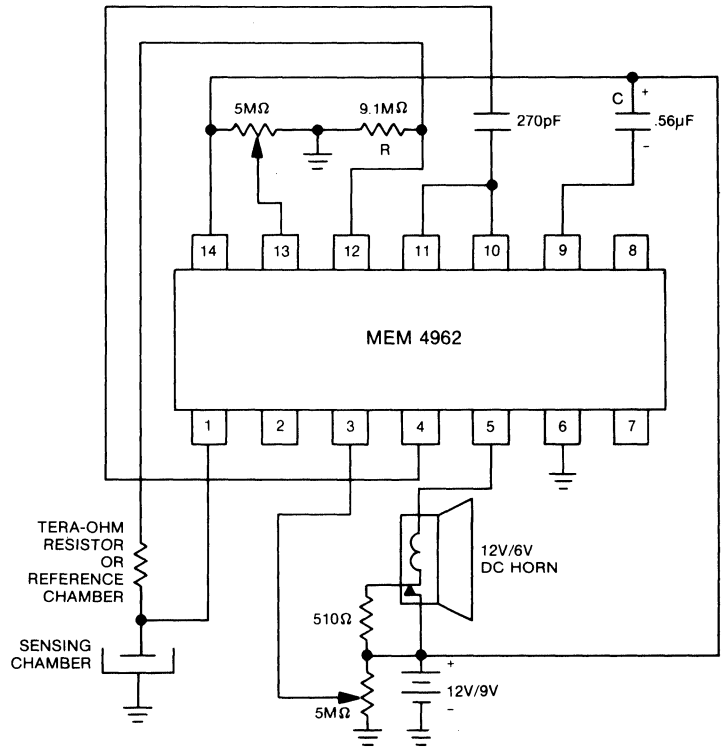 5MΩ
9.1MΩ
R
270pF
C
+
.56µF
−
14
13
12
11
10
9
8
MEM 4962
1
2
3
4
5
6
7
TERA-OHM
RESISTOR
OR
REFERENCE
CHAMBER
SENSING
CHAMBER
12V/6V
DC HORN
510Ω
+
12V/9V
−
5MΩ